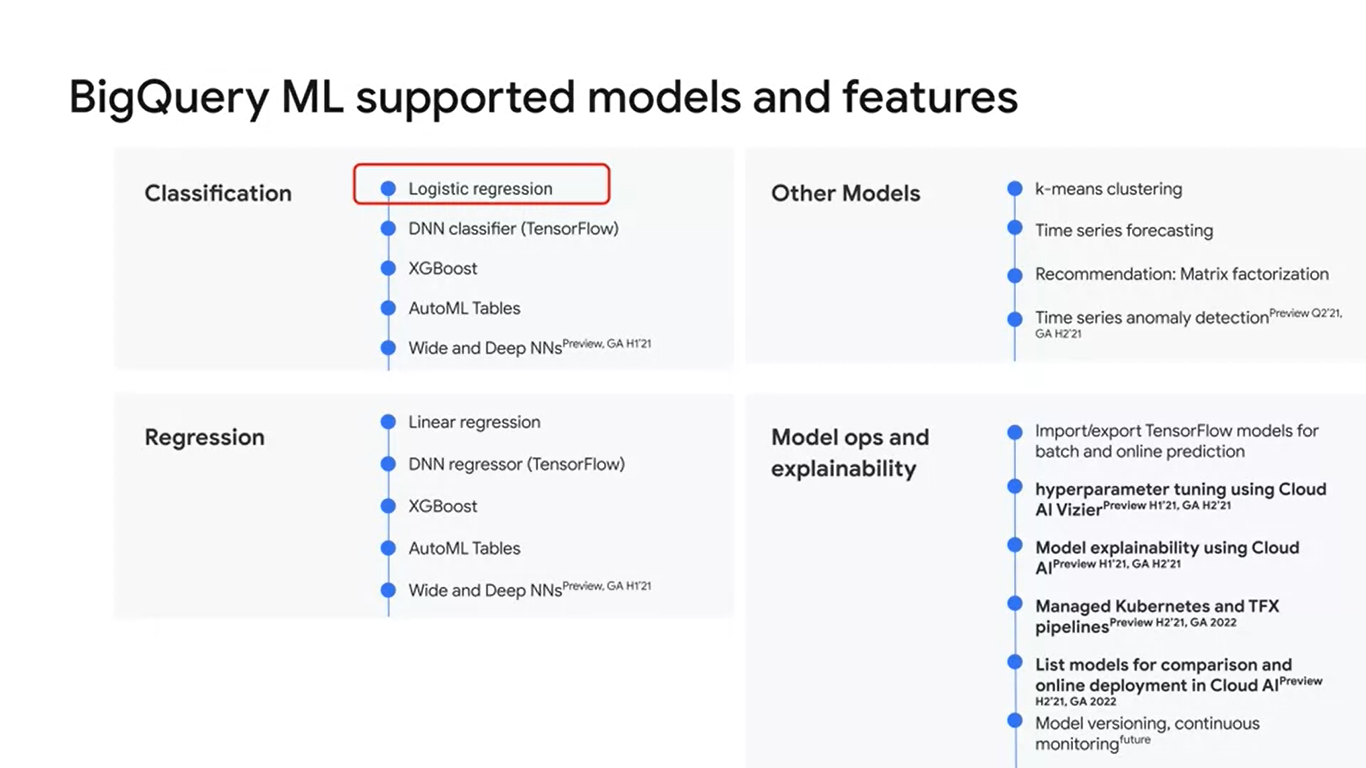 BigQuery ML supported models and features
Classification
Logistic regression
DNN classifier (TensorFlow)
XGBoost
AutoML Tables
Wide and Deep NNsPreview, GA H1'21
Other Models
k-means clustering
Time series forecasting
Recommendation: Matrix factorization
Time series anomaly detectionPreview Q2'21,
GA H2'21
Regression
Linear regression
DNN regressor (TensorFlow)
XGBoost
AutoML Tables
Wide and Deep NNsPreview, GA H1'21
Model ops and
explainability
Import/export TensorFlow models for
batch and online prediction
hyperparameter tuning using Cloud
AI VizierPreview H1'21, GA H2'21
Model explainability using Cloud
AIPreview H1'21, GA H2'21
Managed Kubernetes and TFX
pipelinesPreview H2'21, GA 2022
List models for comparison and
online deployment in Cloud AIPreview
H2'21, GA 2022
Model versioning, continuous
monitoringfuture